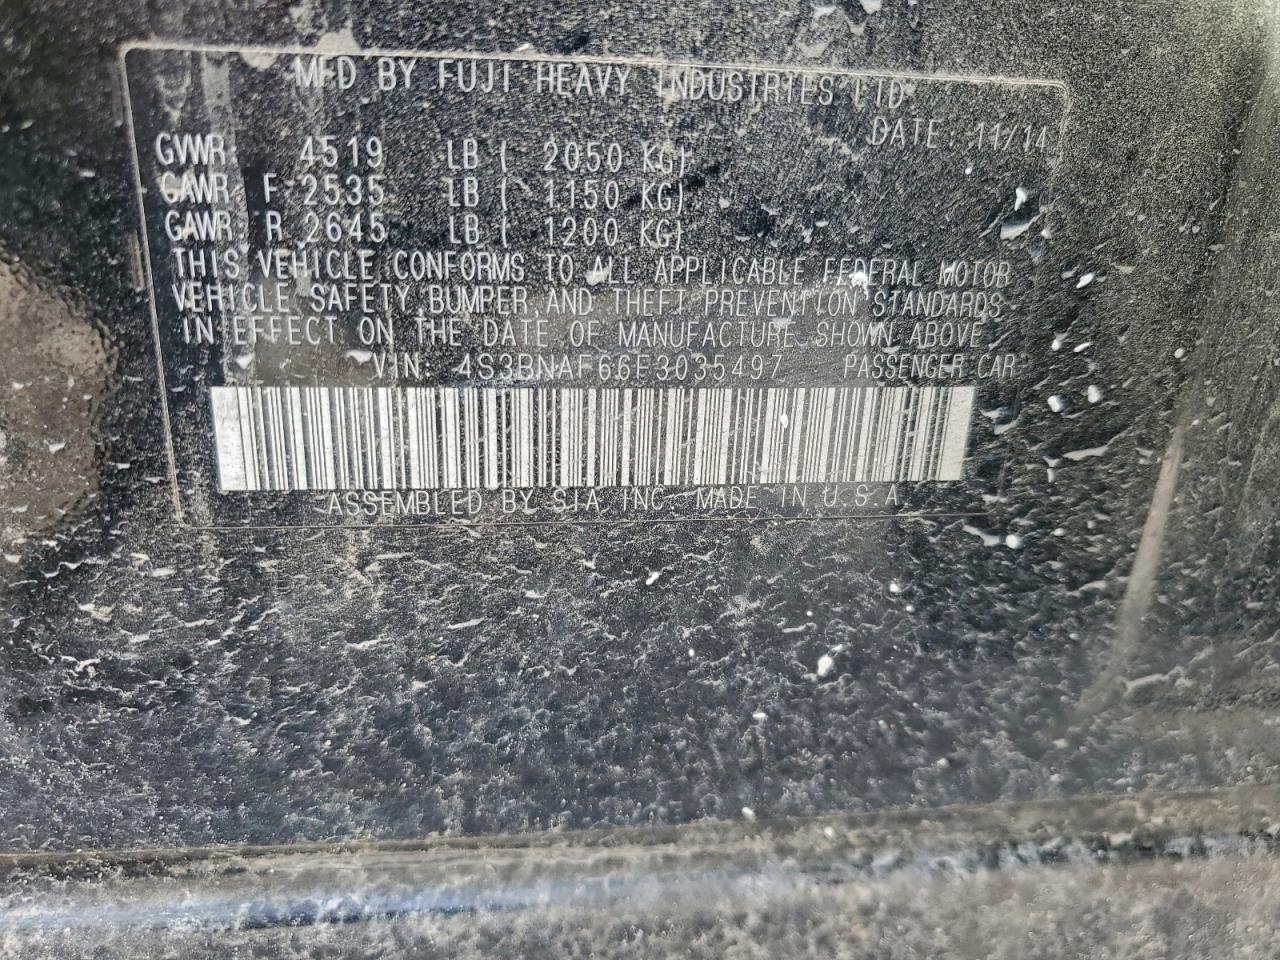 MFD BY FUJI HEAVY INDUSTRIES LTD
DATE: 11/14
GVWR: 4519 LB ( 2050 KG)
GAWR: F 2535 LB ( 1150 KG)
GAWR: R 2645 LB ( 1200 KG)
THIS VEHICLE CONFORMS TO ALL APPLICABLE FEDERAL MOTOR
VEHICLE SAFETY, BUMPER, AND THEFT PREVENTION STANDARDS
IN EFFECT ON THE DATE OF MANUFACTURE SHOWN ABOVE
VIN: 4S3BNAF66F3035497 PASSENGER CAR
ASSEMBLED BY SIA, INC. MADE IN U.S.A